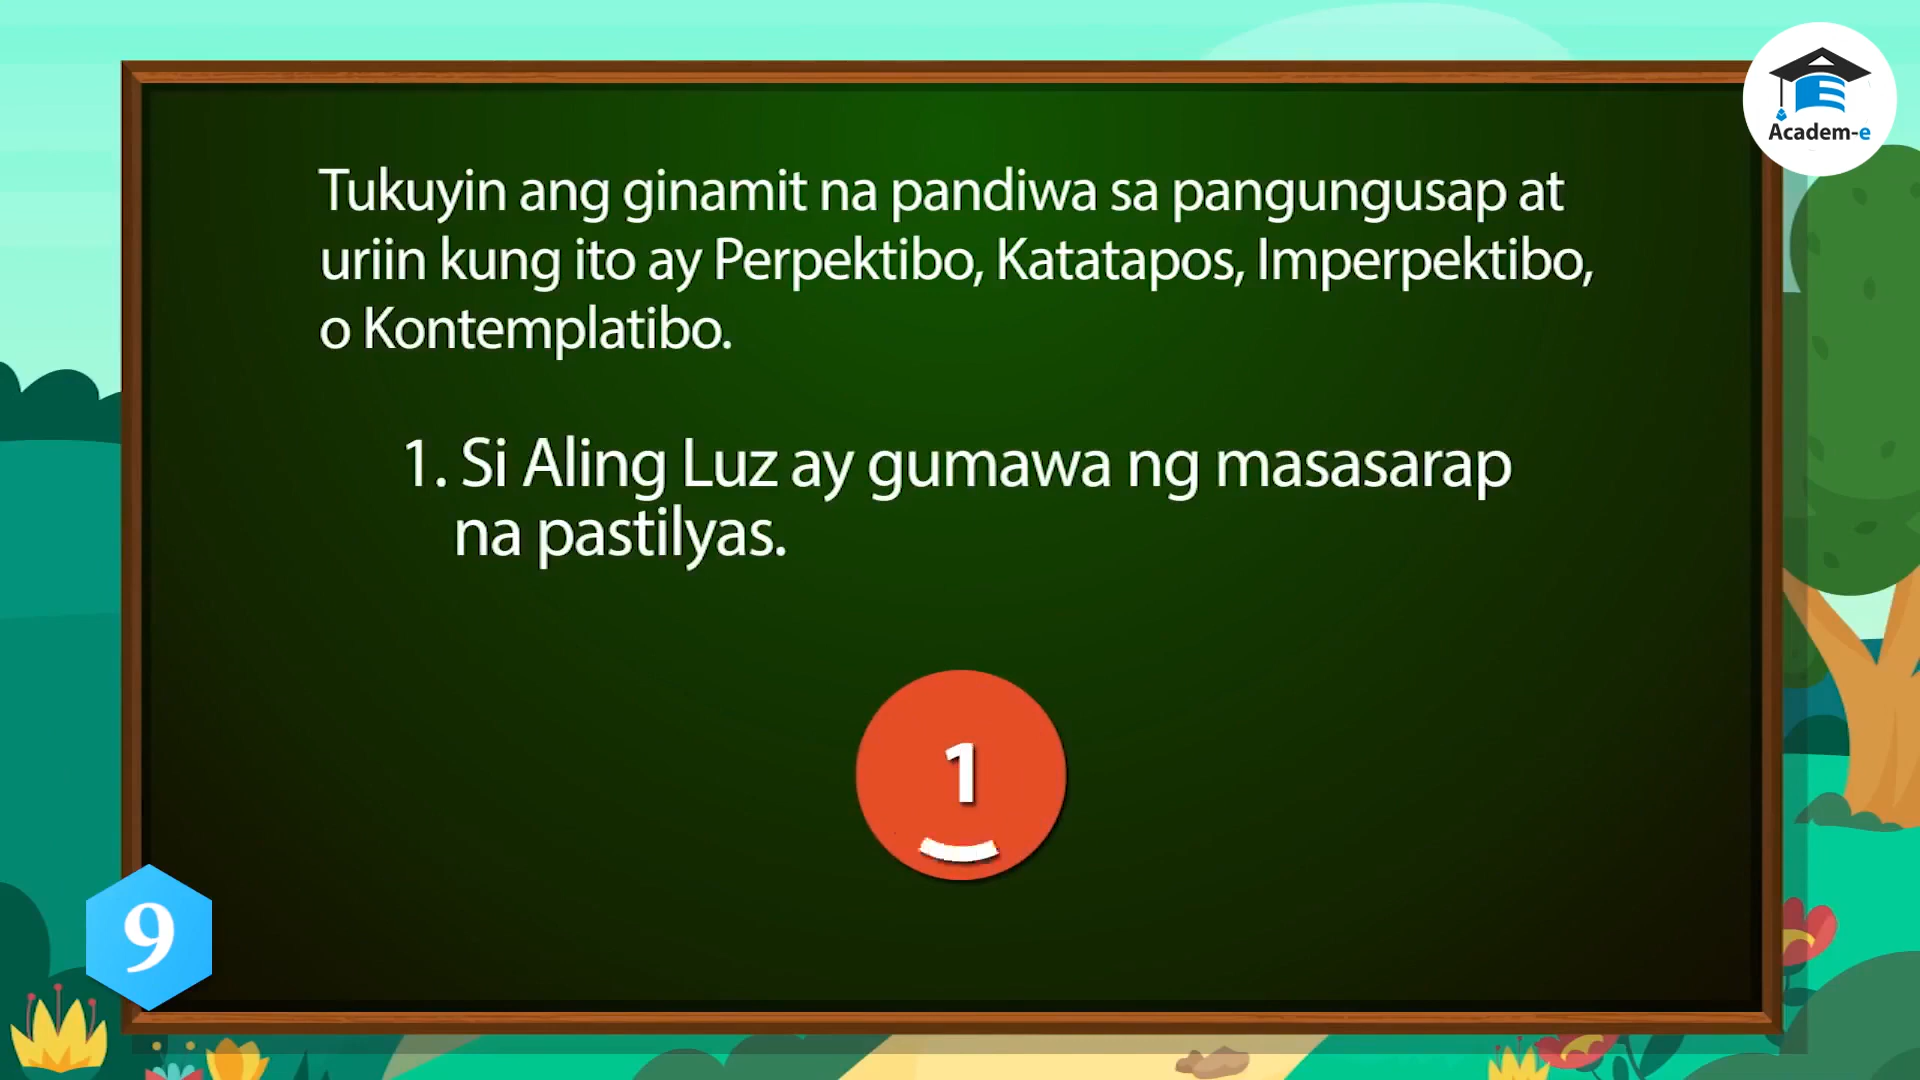 Academ-e
Tukuyin ang ginamit na pandiwa sa pangungusap at
uriin kung ito ay Perpektibo, Katatapos, Imperpektibo,
o Kontemplatibo.
1. Si Aling Luz ay gumawa ng masasarap
na pastilyas.
1
9